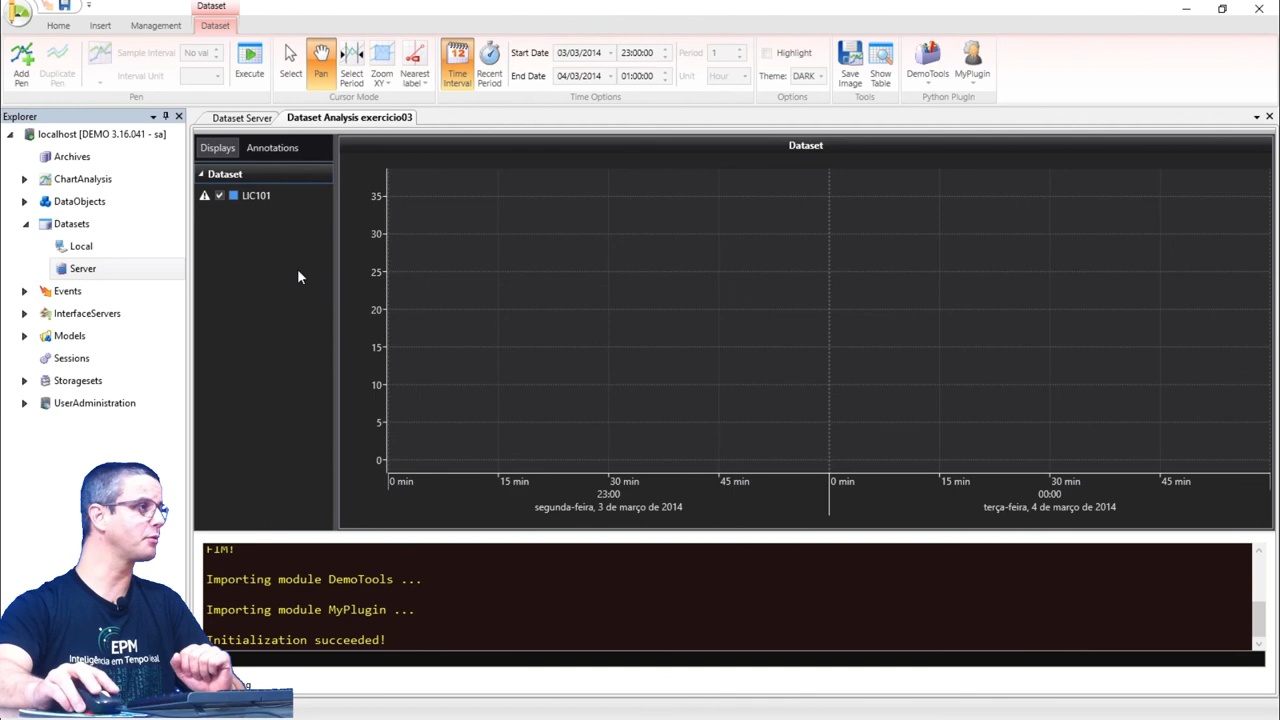 Dataset
Home
Insert
Management
Dataset
Add Pen
Duplicate Pen
Sample Interval
No val
Interval Unit
Execute
Pen
Select
Pan
Select Period
Zoom XY
Nearest label
Cursor Mode
Time Interval
Recent Period
Start Date
03/03/2014
23:00:00
End Date
04/03/2014
01:00:00
Period
1
Unit
Hour
Time Options
Highlight
Theme:
DARK
Options
Save Image
Show Table
Tools
DemoTools
MyPlugin
Python Plugin
Explorer
localhost [DEMO 3.16.041 - sa]
Archives
ChartAnalysis
DataObjects
Datasets
Local
Server
Events
InterfaceServers
Models
Sessions
Storagesets
UserAdministration
Dataset Server
Dataset Analysis exercicio03
Displays
Annotations
Dataset
LIC101
Dataset
35
30
25
20
15
10
5
0
0 min
15 min
30 min
45 min
0 min
15 min
30 min
45 min
23:00
00:00
segunda-feira, 3 de março de 2014
terça-feira, 4 de março de 2014
FIM!
Importing module DemoTools ...
Importing module MyPlugin ...
Initialization succeeded!
EPM
Inteligência em Tempo Real